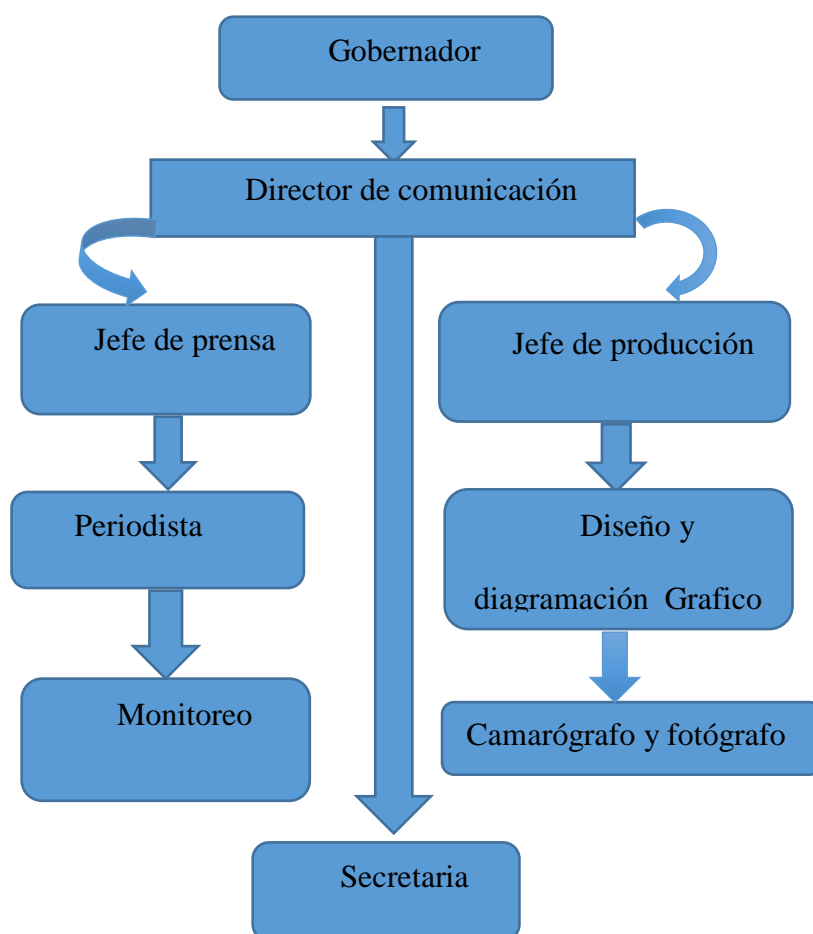 Gobernador
Director de comunicación
Jefe de prensa
Jefe de producción
Periodista
Diseño y
diagramación Grafico
Monitoreo
Camarógrafo y fotógrafo
Secretaria